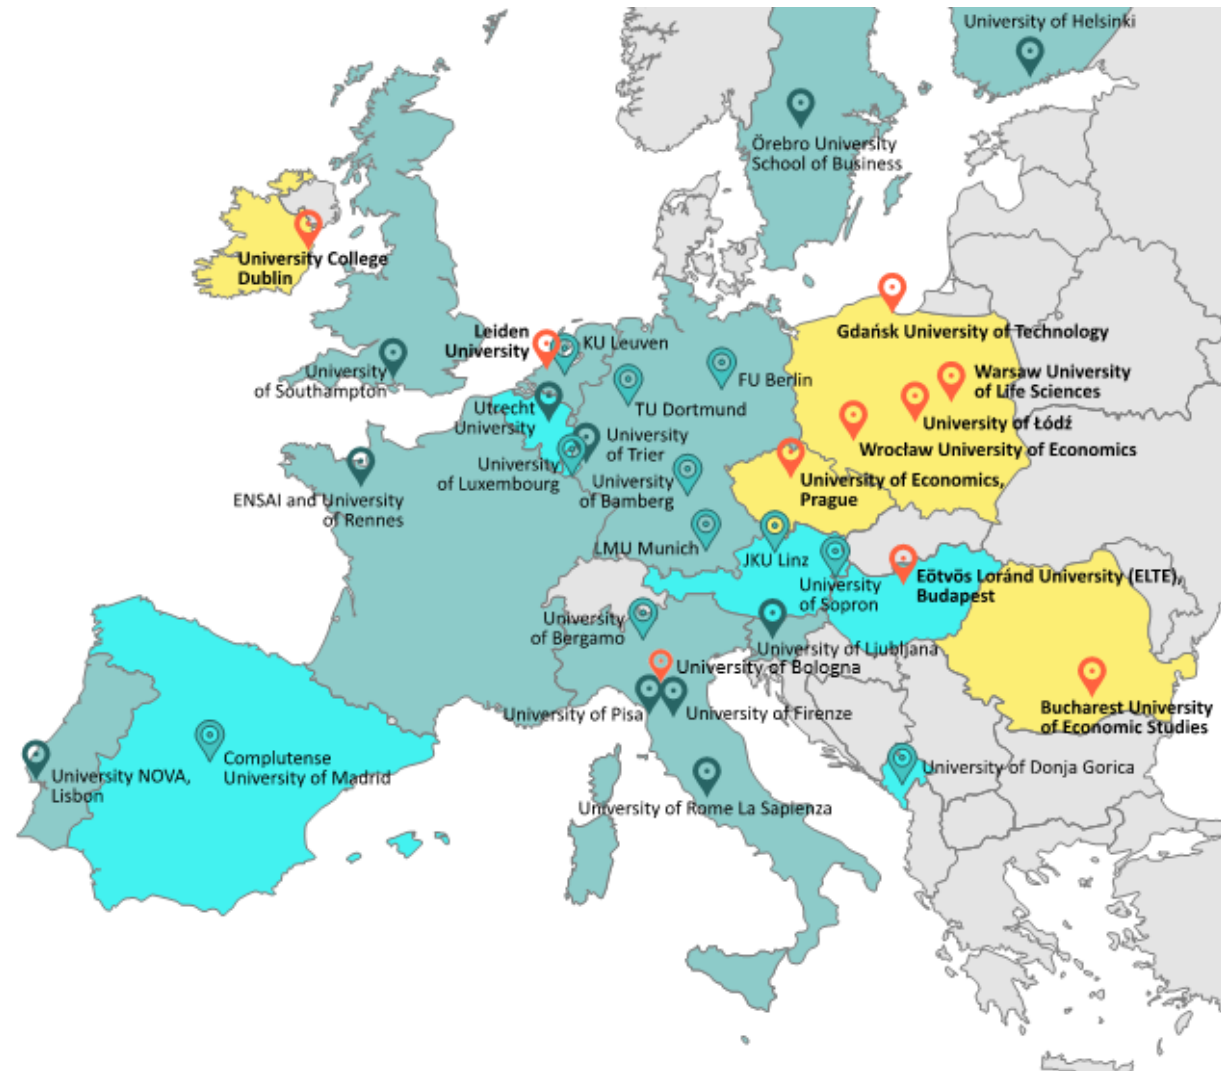 University of Helsinki
Örebro University
School of Business
University College
Dublin
Gdańsk University of Technology
Leiden
University
KU Leuven
University
of Southampton
FU Berlin
Warsaw University
of Life Sciences
Utrecht
University
TU Dortmund
University of Łódź
University
of Trier
Wrocław University of Economics
University
of Luxembourg
University
of Bamberg
University of Economics,
Prague
ENSAI and University
of Rennes
LMU Munich
JKU Linz
University
of Sopron
Eötvös Loránd University (ELTE),
Budapest
University
of Bergamo
University of Ljubljana
University of Bologna
University of Pisa
University of Firenze
Bucharest University
of Economic Studies
Complutense
University of Madrid
University NOVA,
Lisbon
University of Donja Gorica
University of Rome La Sapienza